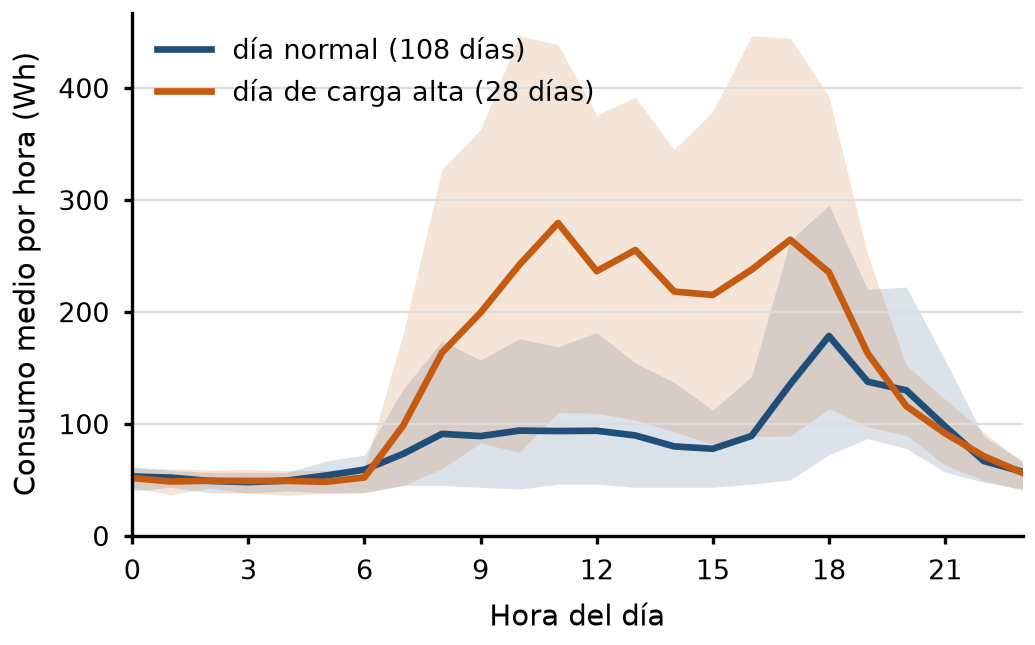 día normal (108 días)
día de carga alta (28 días)
Consumo medio por hora (Wh)
400
300
200
100
0
0 3 6 9 12 15 18 21
Hora del día